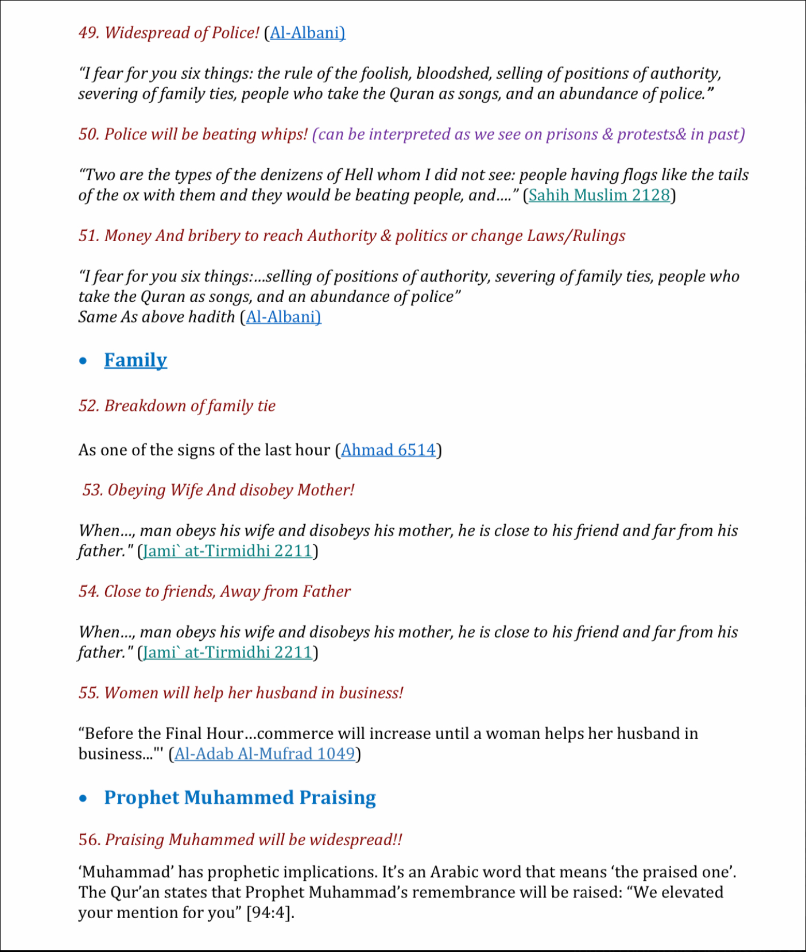 49. Widespread of Police! (Al-Albani)
“I fear for you six things: the rule of the foolish, bloodshed, selling of positions of authority,
severing of family ties, people who take the Quran as songs, and an abundance of police.”
50. Police will be beating whips! (can be interpreted as we see on prisons & protests& in past)
“Two are the types of the denizens of Hell whom I did not see: people having flogs like the tails
of the ox with them and they would be beating people, and….” (Sahih Muslim 2128)
51. Money And bribery to reach Authority & politics or change Laws/Rulings
“I fear for you six things:…selling of positions of authority, severing of family ties, people who
take the Quran as songs, and an abundance of police”
Same As above hadith (Al-Albani)
• Family
52. Breakdown of family tie
As one of the signs of the last hour (Ahmad 6514)
53. Obeying Wife And disobey Mother!
When…, man obeys his wife and disobeys his mother, he is close to his friend and far from his
father." (Jami` at-Tirmidhi 2211)
54. Close to friends, Away from Father
When…, man obeys his wife and disobeys his mother, he is close to his friend and far from his
father." (Jami` at-Tirmidhi 2211)
55. Women will help her husband in business!
“Before the Final Hour…commerce will increase until a woman helps her husband in
business..."' (Al-Adab Al-Mufrad 1049)
• Prophet Muhammed Praising
56. Praising Muhammed will be widespread!!
‘Muhammad’ has prophetic implications. It’s an Arabic word that means ‘the praised one’.
The Qur’an states that Prophet Muhammad’s remembrance will be raised: “We elevated
your mention for you” [94:4].